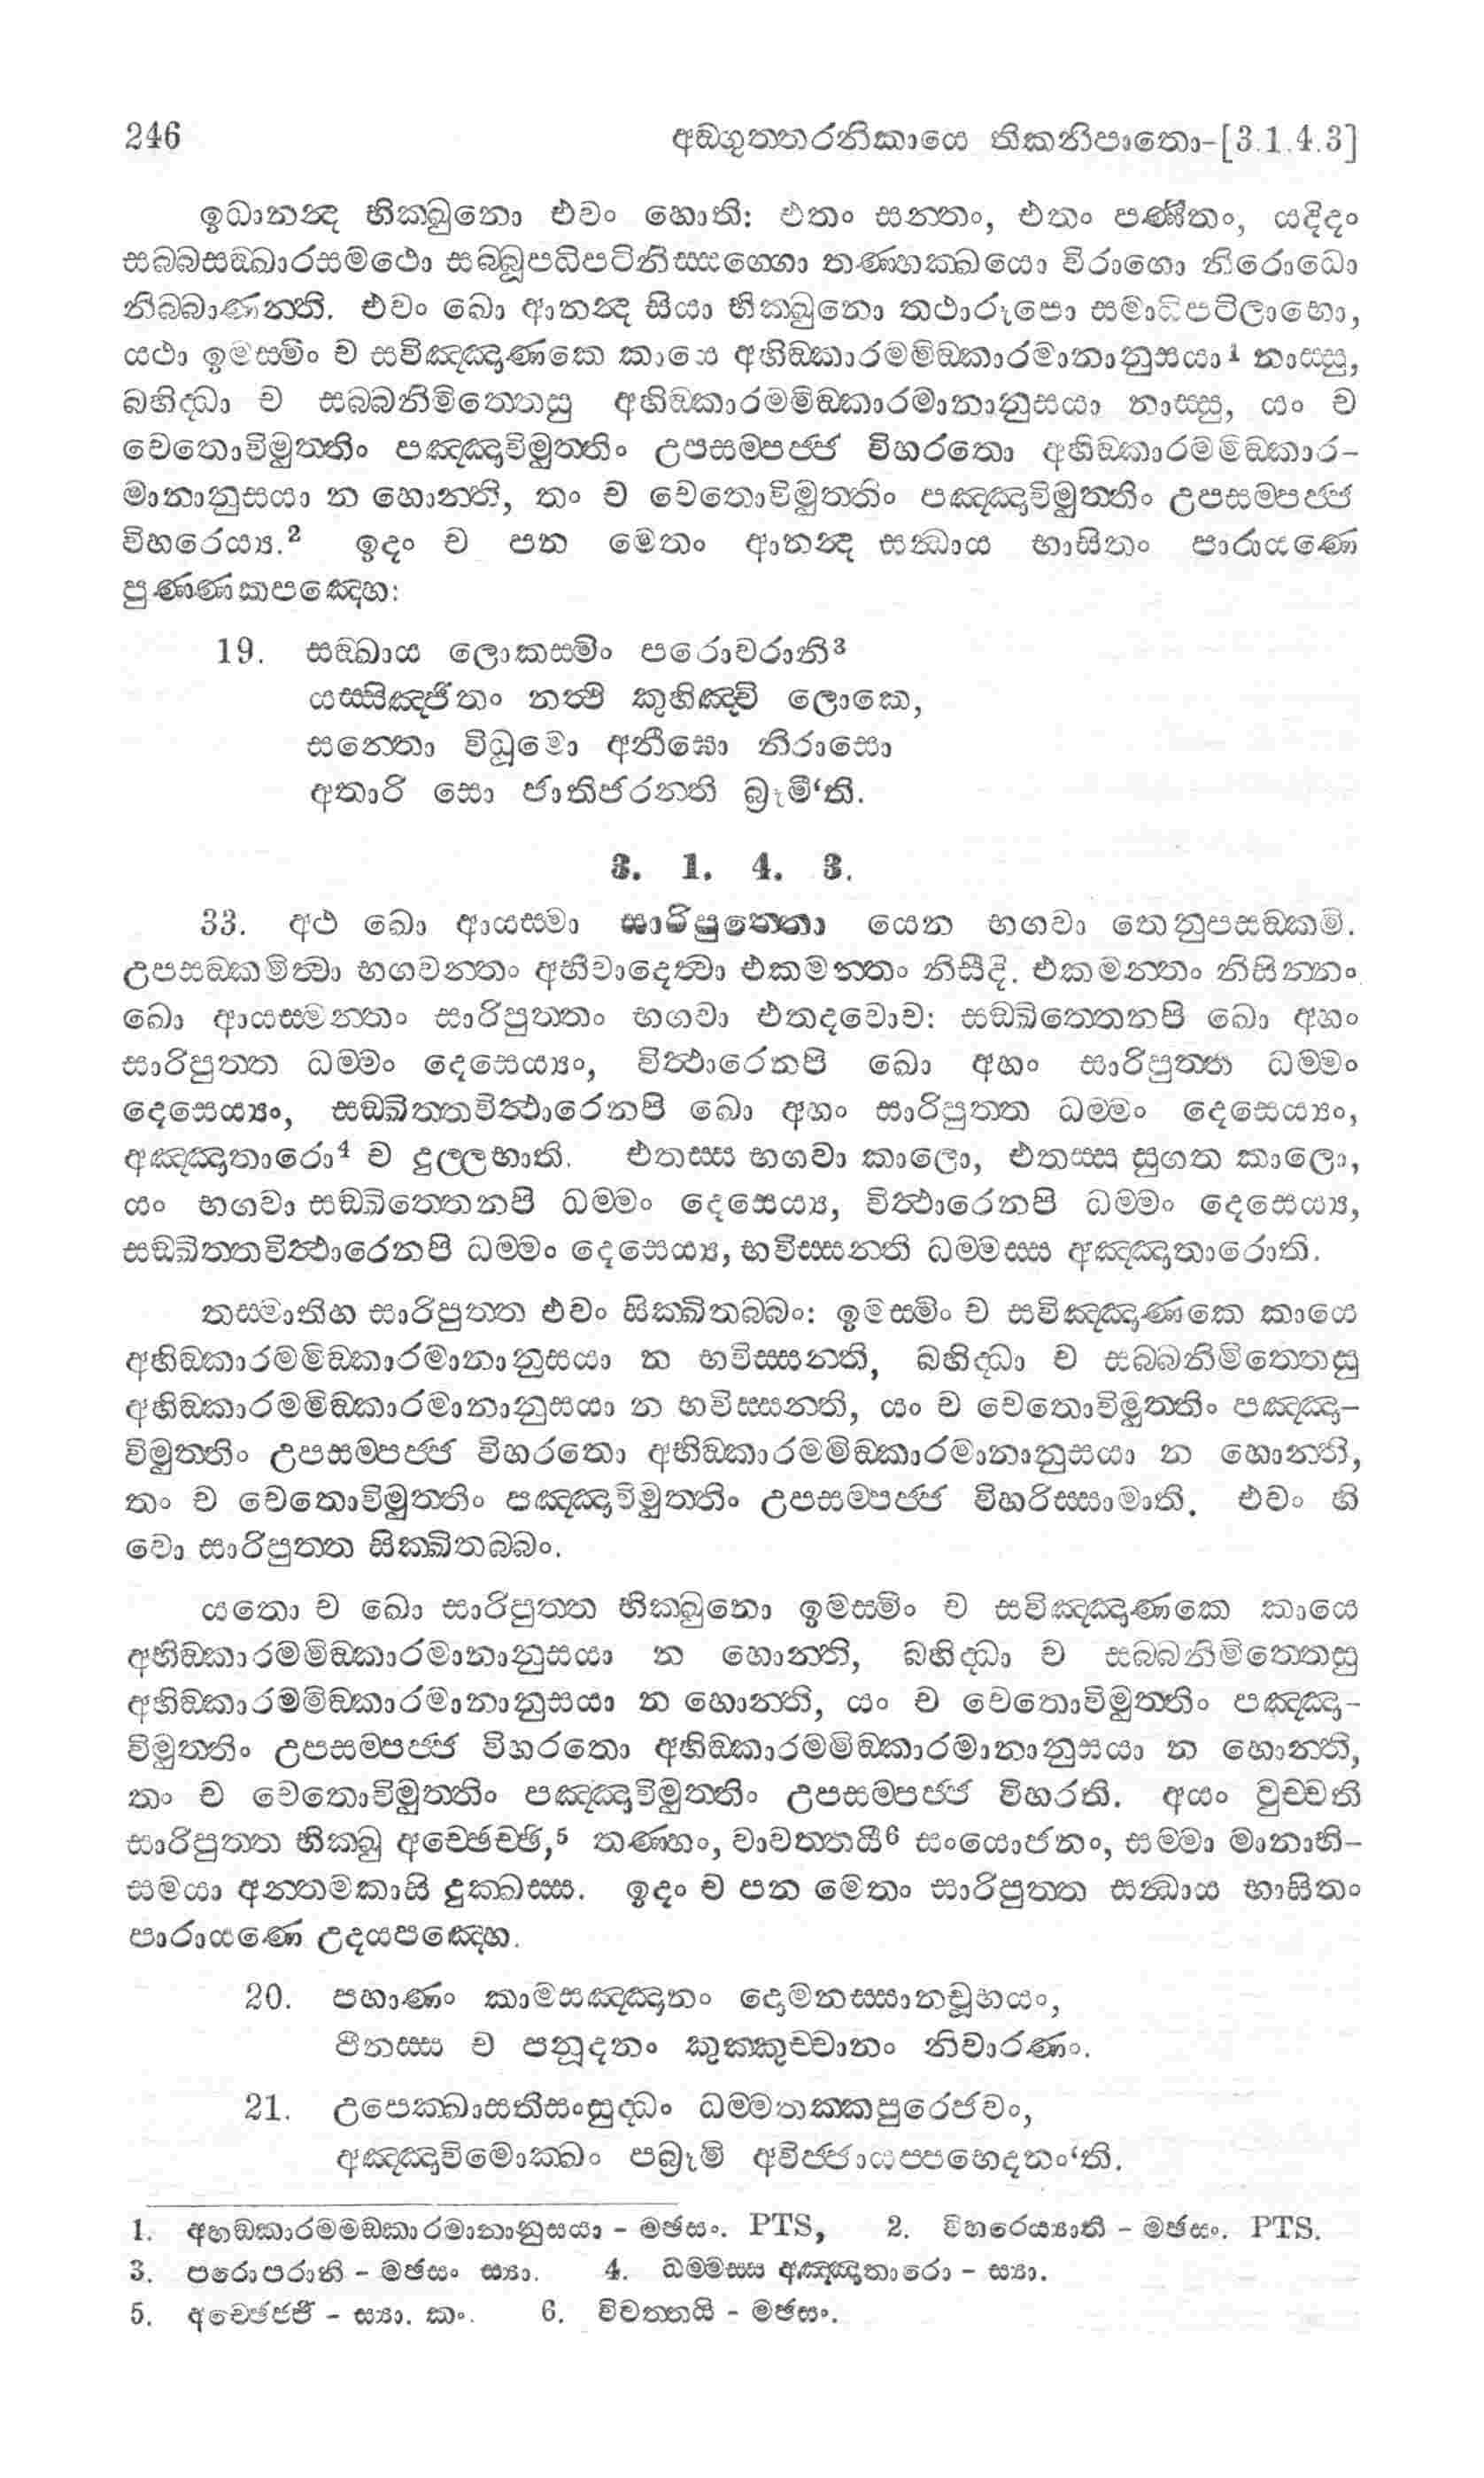 246 අඞ්ගුත්තරනිකායෙ තිකනිපාතො-[3.1.4.3]
ඉධානන්‍ද භික්ඛුනො එවං හොති: එතං සන්තං, එතං පණීතං, යදිදං
සබ්බසඞ්ඛාරසමථො සබ්බූපධිපටිනිස්සග්ගො තණ්හක්ඛයො විරාගො නිරොධො
නිබ්බාණන්ති. එවං ඛො ආනන්‍ද සියා භික්ඛුනො තථාරූපො සමාධිපටිලාභො,
යථා ඉමස්මිං ච සවිඤ්ඤාණකෙ කායෙ අහිඞ්කාරමමිඞ්කාරමානානුසයා¹ නාස්සු,
බහිද්ධා ච සබ්බනිමිත්තෙසු අහිඞ්කාරමමිඞ්කාරමානානුසයා නාස්සු, යං ච
චෙතොවිමුත්තිං පඤ්ඤාවිමුත්තිං උපසම්පජ්ජ විහරතො අහිඞ්කාරමමිඞ්කාර-
මානානුසයා න හොන්ති, තං ච චෙතොවිමුත්තිං පඤ්ඤාවිමුත්තිං උපසම්පජ්ජ
විහරෙය්‍ය.² ඉදං ච පන මෙතං ආනන්‍ද සන්ධාය භාසිතං පාරායණෙ
පුණ්ණකපඤ්හෙ:
19. සඞ්ඛාය ලොකස්මිං පරොවරානි³
යස්සිඤ්ජිතං නත්ථි කුහිඤ්චි ලොකෙ,
සන්තො විධූමො අනීඝො නිරාසො
අතාරි සො ජාතිජරන්ති බ්‍රූමී‘ති.
3. 1. 4. 3.
33. අථ ඛො ආයස්මා සාරිපුත්තො යෙන භගවා තෙනුපසඞ්කමි.
උපසඞ්කමිත්වා භගවන්තං අභිවාදෙත්වා එකමන්තං නිසීදි. එකමන්තං නිසින්නං
ඛො ආයස්මන්තං සාරිපුත්තං භගවා එතදවොච: සඞ්ඛිත්තෙනපි ඛො අහං
සාරිපුත්ත ධම්මං දෙසෙය්‍යං, විත්ථාරෙනපි ඛො අහං සාරිපුත්ත ධම්මං
දෙසෙය්‍යං, සඞ්ඛිත්තවිත්ථාරෙනපි ඛො අහං සාරිපුත්ත ධම්මං දෙසෙය්‍යං,
අඤ්ඤාතාරො⁴ ච දුල්ලභාති. එතස්ස භගවා කාලො, එතස්ස සුගත කාලො,
යං භගවා සඞ්ඛිත්තෙනපි ධම්මං දෙසෙය්‍ය, විත්ථාරෙනපි ධම්මං දෙසෙය්‍ය,
සඞ්ඛිත්තවිත්ථාරෙනපි ධම්මං දෙසෙය්‍ය, භවිස්සන්ති ධම්මස්ස අඤ්ඤාතාරොති.
තස්මාතිහ සාරිපුත්ත එවං සික්ඛිතබ්බං: ඉමස්මිං ච සවිඤ්ඤාණකෙ කායෙ
අහිඞ්කාරමමිඞ්කාරමානානුසයා න භවිස්සන්ති, බහිද්ධා ච සබ්බනිමිත්තෙසු
අහිඞ්කාරමමිඞ්කාරමානානුසයා න භවිස්සන්ති, යං ච චෙතොවිමුත්තිං පඤ්ඤා-
විමුත්තිං උපසම්පජ්ජ විහරතො අහිඞ්කාරමමිඞ්කාරමානානුසයා න හොන්ති,
තං ච චෙතොවිමුත්තිං පඤ්ඤාවිමුත්තිං උපසම්පජ්ජ විහරිස්සාමාති. එවං හි
වො සාරිපුත්ත සික්ඛිතබ්බං.
යතො ච ඛො සාරිපුත්ත භික්ඛුනො ඉමස්මිං ච සවිඤ්ඤාණකෙ කායෙ
අහිඞ්කාරමමිඞ්කාරමානානුසයා න හොන්ති, බහිද්ධා ච සබ්බනිමිත්තෙසු
අහිඞ්කාරමමිඞ්කාරමානානුසයා න හොන්ති, යං ච චෙතොවිමුත්තිං පඤ්ඤා-
විමුත්තිං උපසම්පජ්ජ විහරතො අහිඞ්කාරමමිඞ්කාරමානානුසයා න හොන්ති,
තං ච චෙතොවිමුත්තිං පඤ්ඤාවිමුත්තිං උපසම්පජ්ජ විහරති. අයං වුච්චති
සාරිපුත්ත භික්ඛු අච්ඡෙච්ඡි,⁵ තණ්හං, වාවත්තයී⁶ සංයොජනං, සම්මා මානාභි-
සමයා අන්තමකාසි දුක්ඛස්ස. ඉදං ච පන මෙතං සාරිපුත්ත සන්ධාය භාසිතං
පාරායණෙ උදයපඤ්හෙ.
20. පහාණං කාමසඤ්ඤානං දොමනස්සානචූභයං,
ථීනස්ස ච පනූදනං කුක්කුච්චානං නිවාරණං.
21. උපෙක්ඛාසතිසංසුද්ධං ධම්මතක්කපුරෙජවං,
අඤ්ඤාවිමොක්ඛං පබ්‍රූමි අවිජ්ජායප්පභෙදනං‘ති.
1. අහඞ්කාරමමඞ්කාරමානානුසයා - මඡසං. PTS, 2. විහරෙය්‍යාති - මඡසං. PTS.
3. පරොපරානි - මඡසං ස්‍යා. 4. ධම්මස්ස අඤ්ඤාතාරො - ස්‍යා.
5. අච්ඡෙජ්ජි - ස්‍යා. කං. 6. විවත්තයි - මඡසං.